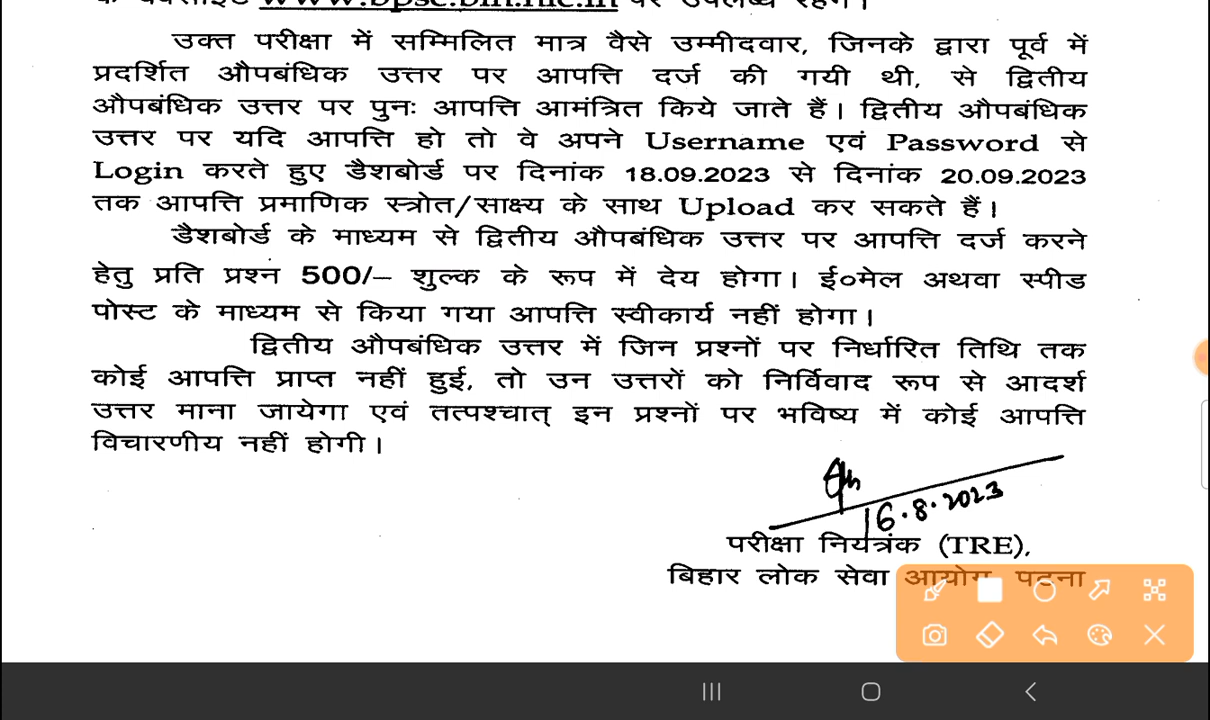 के वेबसाइट www.bpsc.bih.nic.in पर उपलब्ध रहेंगे।
उक्त परीक्षा में सम्मिलित मात्र वैसे उम्मीदवार, जिनके द्वारा पूर्व में
प्रदर्शित औपबंधिक उत्तर पर आपत्ति दर्ज की गयी थी, से द्वितीय
औपबंधिक उत्तर पर पुनः आपत्ति आमंत्रित किये जाते हैं। द्वितीय औपबंधिक
उत्तर पर यदि आपत्ति हो तो वे अपने Username एवं Password से
Login करते हुए डैशबोर्ड पर दिनांक 18.09.2023 से दिनांक 20.09.2023
तक आपत्ति प्रमाणिक स्त्रोत/साक्ष्य के साथ Upload कर सकते हैं।
डैशबोर्ड के माध्यम से द्वितीय औपबंधिक उत्तर पर आपत्ति दर्ज करने
हेतु प्रति प्रश्न 500/– शुल्क के रूप में देय होगा। ई०मेल अथवा स्पीड
पोस्ट के माध्यम से किया गया आपत्ति स्वीकार्य नहीं होगा।
द्वितीय औपबंधिक उत्तर में जिन प्रश्नों पर निर्धारित तिथि तक
कोई आपत्ति प्राप्त नहीं हुई, तो उन उत्तरों को निर्विवाद रूप से आदर्श
उत्तर माना जायेगा एवं तत्पश्चात् इन प्रश्नों पर भविष्य में कोई आपत्ति
विचारणीय नहीं होगी।
16.8.2023
परीक्षा नियत्रंक (TRE),
बिहार लोक सेवा आयोग, पटना